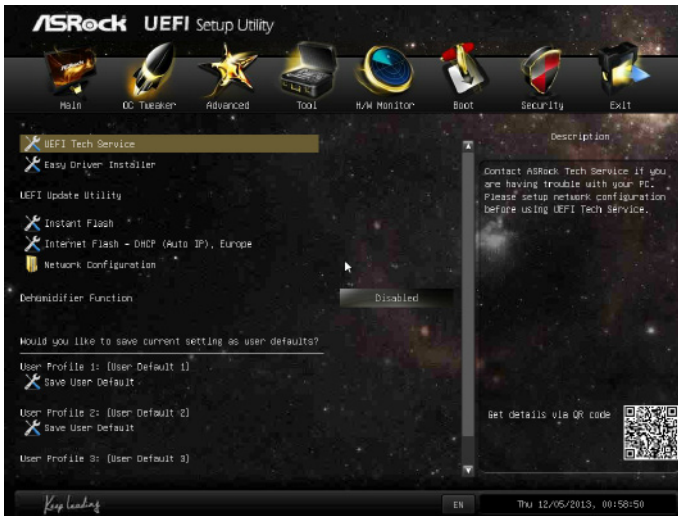 ASRock UEFI Setup Utility
ASRock
Main OC Tweaker Advanced Tool H/W Monitor Boot Security Exit
UEFI Tech Service
Easy Driver Installer
UEFI Update Utility
Instant Flash
Internet Flash - DHCP (Auto IP), Europe
Network Configuration
Dehumidifier Function Disabled
Would you like to save current setting as user defaults?
User Profile 1: [User Default 1]
Save User Default
User Profile 2: [User Default 2]
Save User Default
User Profile 3: [User Default 3]
Description
Contact ASRock Tech Service if you
are having trouble with your PC.
Please setup network configuration
before using UEFI Tech Service.
Get details via QR code
Keep Leading
EN
Thu 12/05/2013, 00:58:50